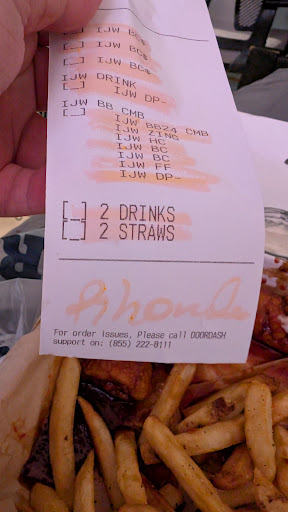 [_] IJW BC$
[_] IJW BC$
[_] IJW BC$
IJW DRINK
[_] IJW DP-
IJW BB CMB
[_] IJW BB24 CMB
IJW ZING
IJW HC
IJW BC
IJW BC
IJW FF
IJW DP-
[_] 2 DRINKS
[_] 2 STRAWS
Rhonda
For order issues, Please call DOORDASH
support on: (855) 222-8111